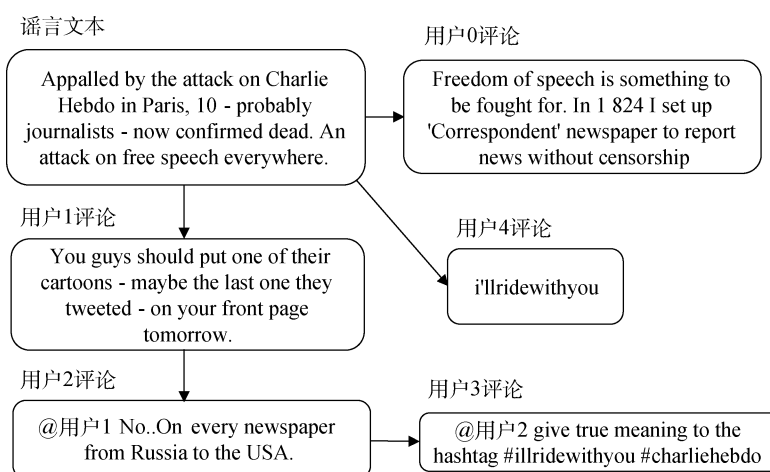 谣言文本
Appalled by the attack on Charlie
Hebdo in Paris, 10 - probably
journalists - now confirmed dead. An
attack on free speech everywhere.
用户0评论
Freedom of speech is something to
be fought for. In 1 824 I set up
'Correspondent' newspaper to report
news without censorship
用户1评论
You guys should put one of their
cartoons - maybe the last one they
tweeted - on your front page
tomorrow.
用户4评论
i'llridewithyou
用户2评论
@用户1 No..On every newspaper
from Russia to the USA.
用户3评论
@用户2 give true meaning to the
hashtag #illridewithyou #charliehebdo